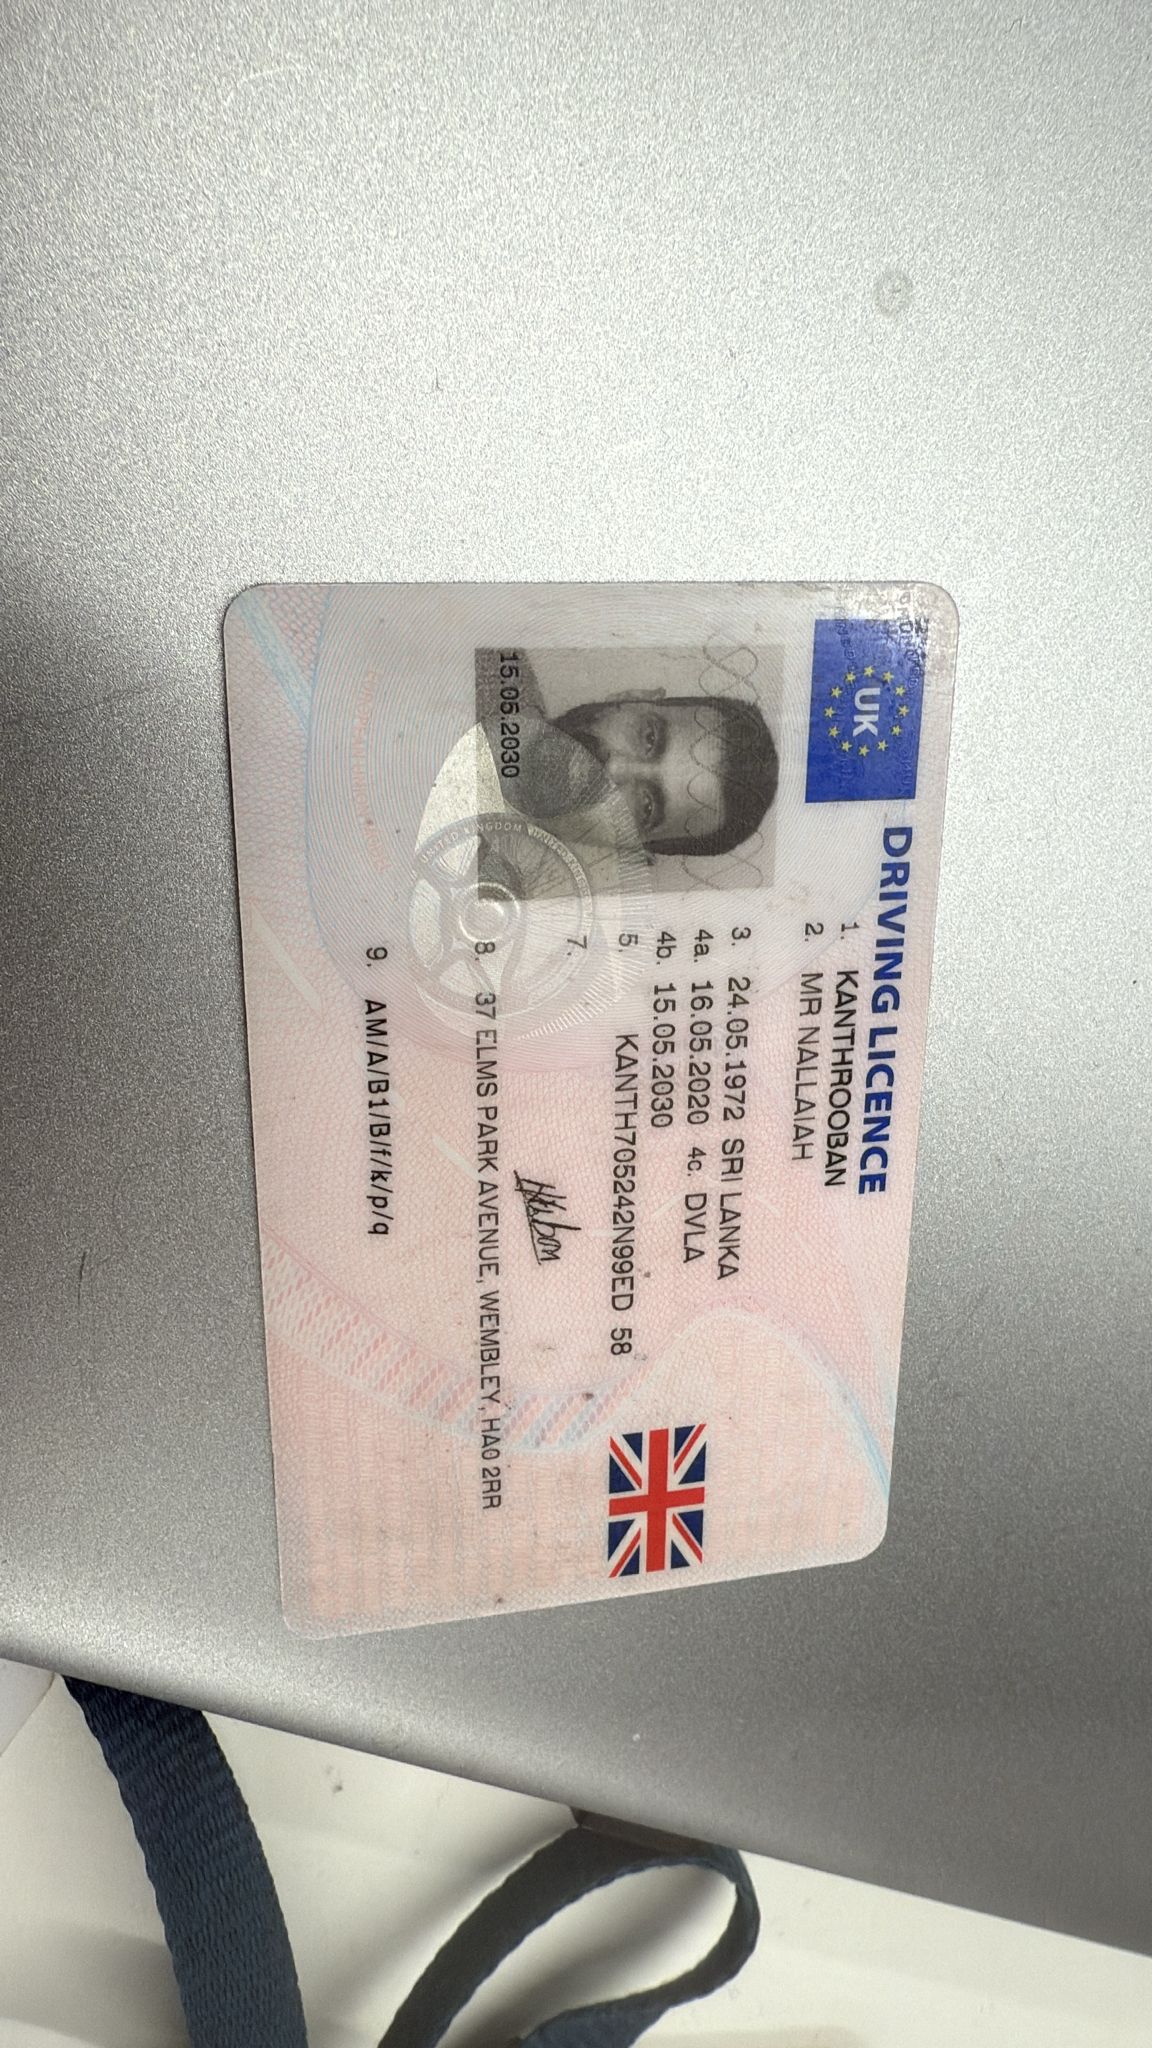 UK
DRIVING LICENCE
1. KANTHROOBAN
2. MR NALLAIAH
3. 24.05.1972 SRI LANKA
4a. 16.05.2020 4c. DVLA
4b. 15.05.2030
5. KANTH705242N99ED 58
7.
15.05.2030
8. 37 ELMS PARK AVENUE, WEMBLEY, HA0 2RR
9. AM/A/B1/B/f/k/p/q
EUROPEAN UNION MODEL